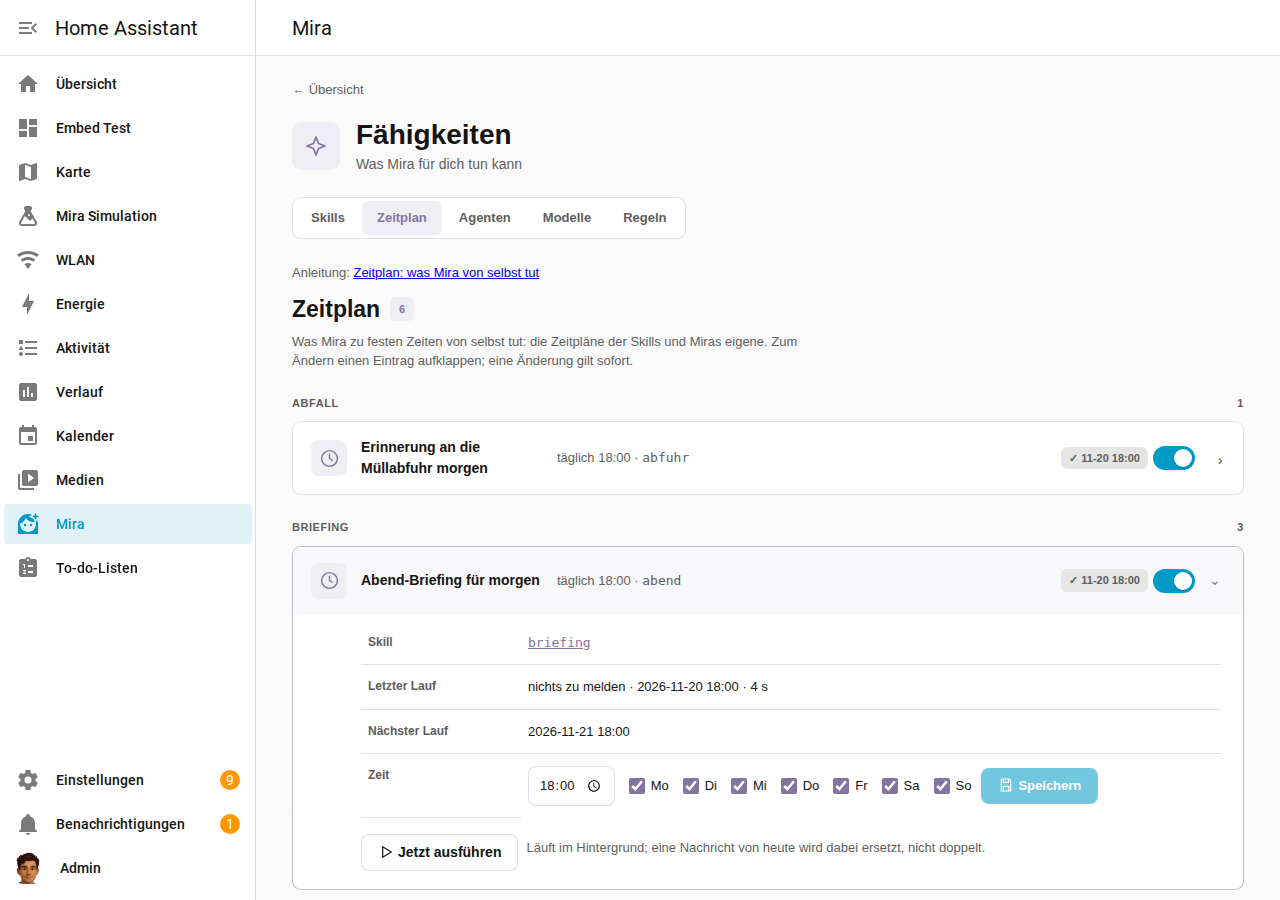 Home Assistant
Mira
Übersicht
Embed Test
Karte
Mira Simulation
WLAN
Energie
Aktivität
Verlauf
Kalender
Medien
Mira
To-do-Listen
Einstellungen 9
Benachrichtigungen 1
Admin
← Übersicht
Fähigkeiten
Was Mira für dich tun kann
Skills Zeitplan Agenten Modelle Regeln
Anleitung: Zeitplan: was Mira von selbst tut
Zeitplan 6
Was Mira zu festen Zeiten von selbst tut: die Zeitpläne der Skills und Miras eigene. Zum
Ändern einen Eintrag aufklappen; eine Änderung gilt sofort.
ABFALL 1
Erinnerung an die
Müllabfuhr morgen
täglich 18:00 · abfuhr
✓ 11-20 18:00 ›
BRIEFING 3
Abend-Briefing für morgen täglich 18:00 · abend ✓ 11-20 18:00
Skill briefing
Letzter Lauf nichts zu melden · 2026-11-20 18:00 · 4 s
Nächster Lauf 2026-11-21 18:00
Zeit 18:00 Mo Di Mi Do Fr Sa So Speichern
Jetzt ausführen Läuft im Hintergrund; eine Nachricht von heute wird dabei ersetzt, nicht doppelt.